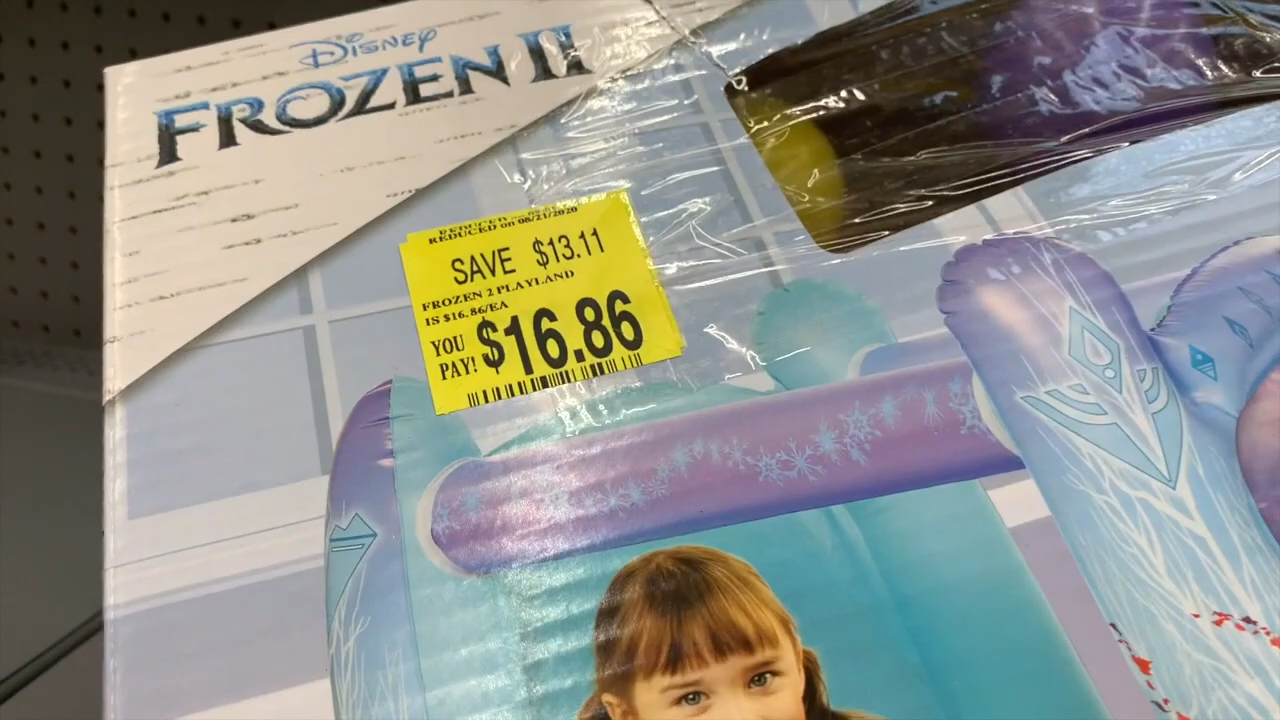 DISNEY
FROZEN II
REDUCED
REDUCED on 08/21/2020
SAVE $13.11
FROZEN 2 PLAYLAND
IS $16.86/EA
YOU PAY! $16.86